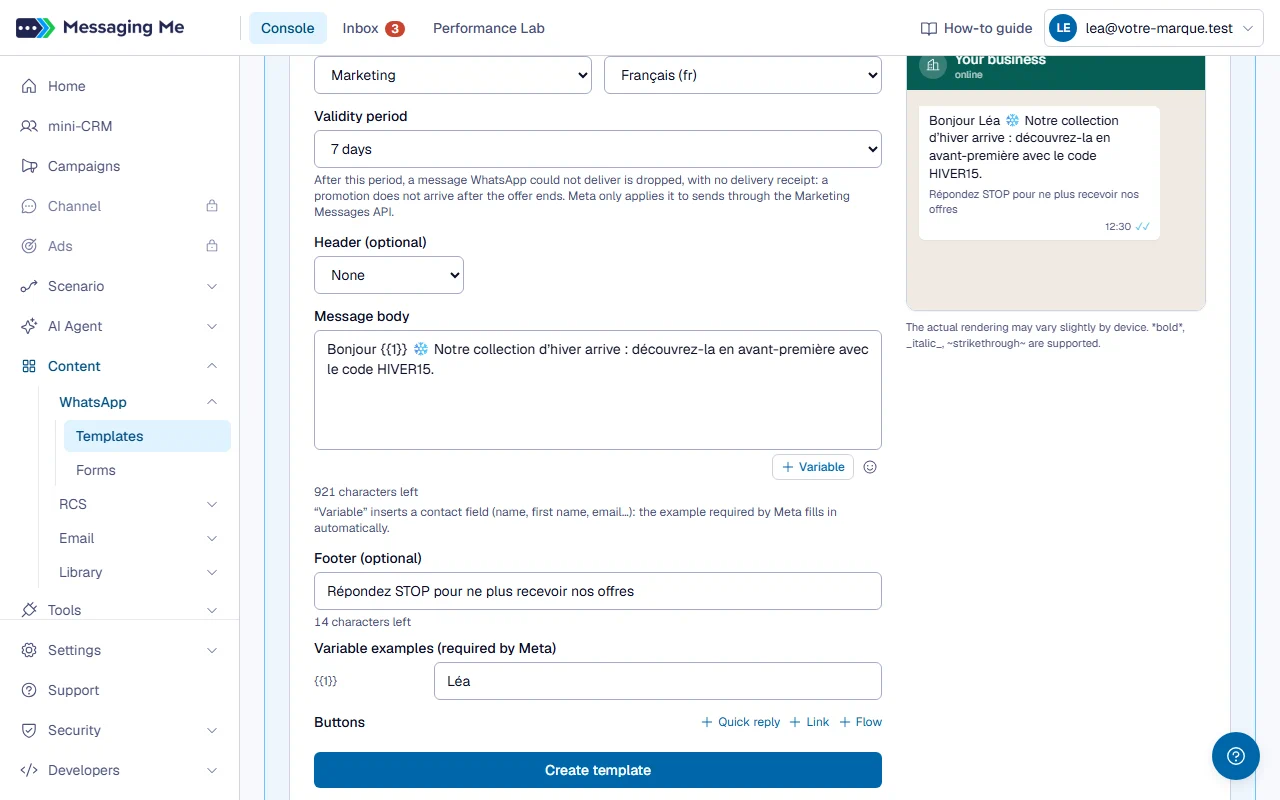 Messaging Me
Console
Inbox 3
Performance Lab
How-to guide
LE lea@votre-marque.test
Home
mini-CRM
Campaigns
Channel
Ads
Scenario
AI Agent
Content
WhatsApp
Templates
Forms
RCS
Email
Library
Tools
Settings
Support
Security
Developers
Marketing
Français (fr)
Validity period
7 days
After this period, a message WhatsApp could not deliver is dropped, with no delivery receipt: a
promotion does not arrive after the offer ends. Meta only applies it to sends through the Marketing
Messages API.
Header (optional)
None
Message body
Bonjour {{1}} ❄️ Notre collection d’hiver arrive : découvrez-la en avant-première avec
le code HIVER15.
+ Variable
921 characters left
“Variable” inserts a contact field (name, first name, email…): the example required by Meta fills in
automatically.
Footer (optional)
Répondez STOP pour ne plus recevoir nos offres
14 characters left
Variable examples (required by Meta)
{{1}}
Léa
Buttons
+ Quick reply + Link + Flow
Create template
Your business
online
Bonjour Léa ❄️ Notre collection
d’hiver arrive : découvrez-la en
avant-première avec le code
HIVER15.
Répondez STOP pour ne plus recevoir nos
offres
12:30 ✓✓
The actual rendering may vary slightly by device. *bold*,
_italic_, ~strikethrough~ are supported.